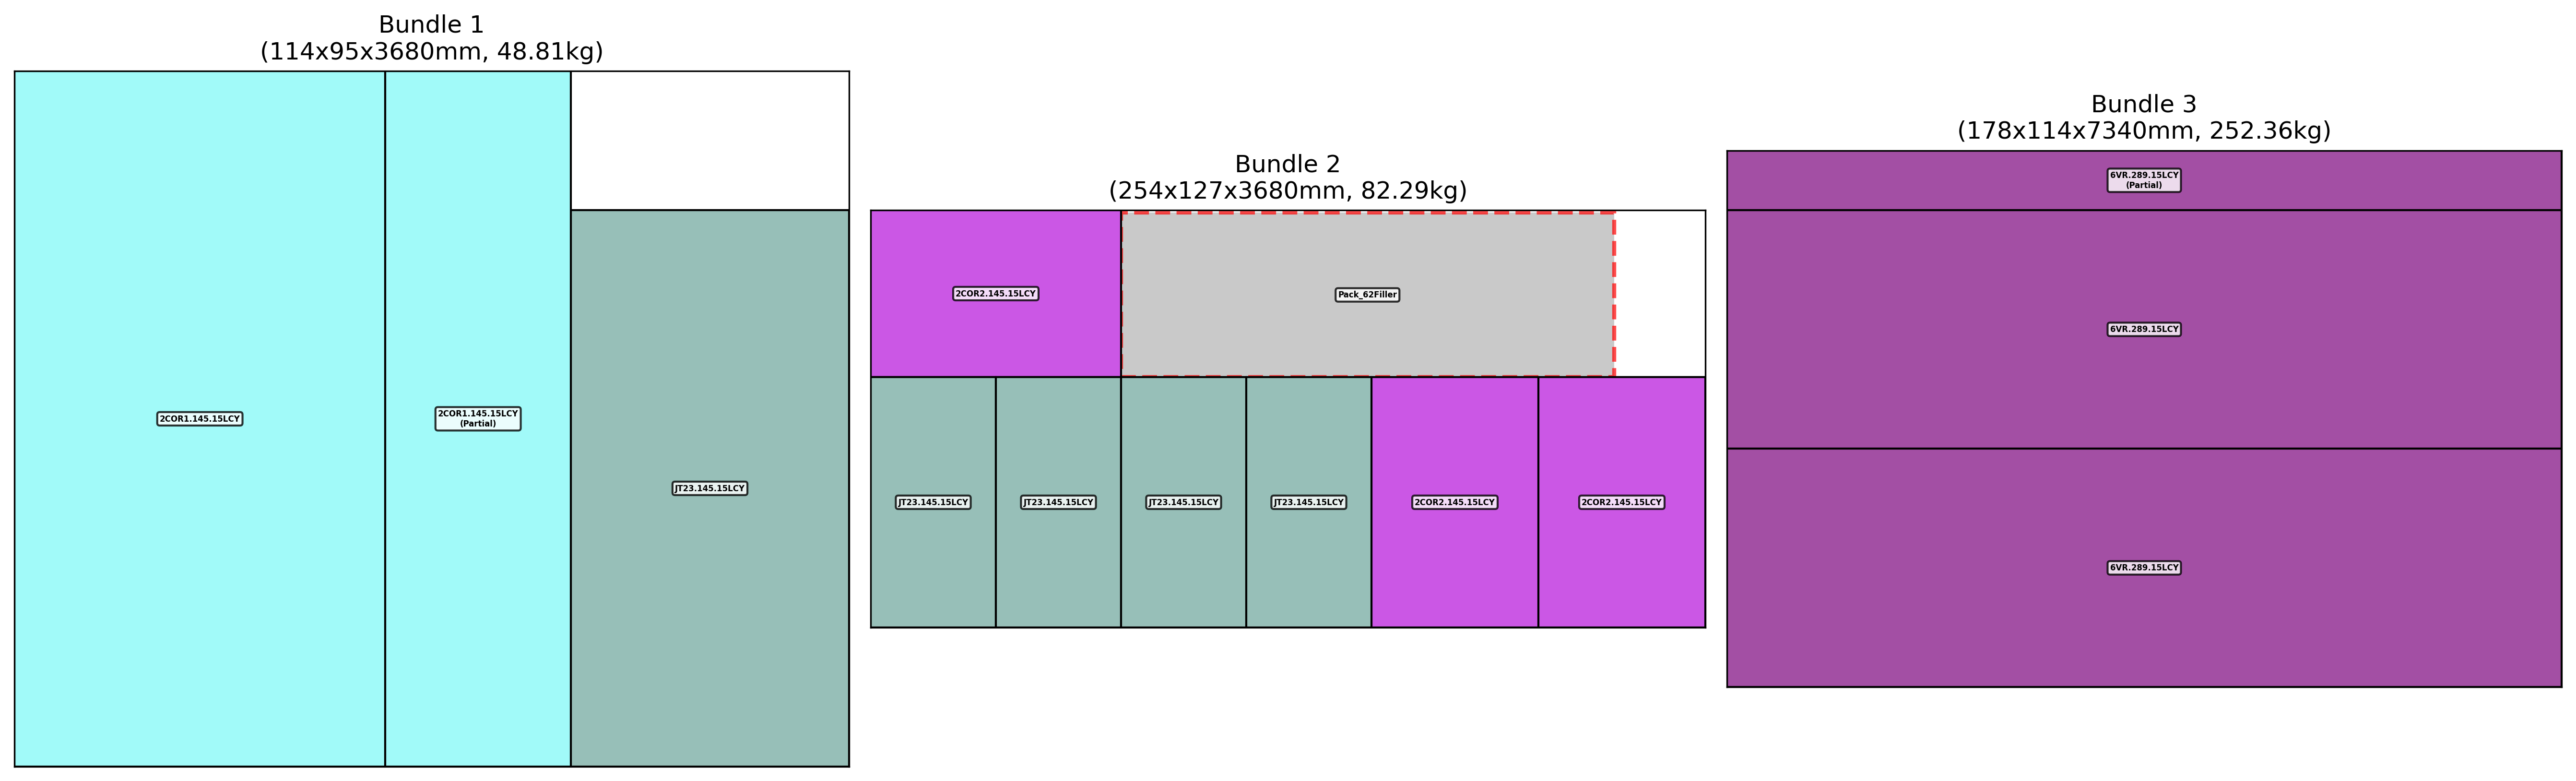 Bundle 1
(114x95x3680mm, 48.81kg)
2COR1.145.15LCY
2COR1.145.15LCY
(Partial)
JT23.145.15LCY
Bundle 2
(254x127x3680mm, 82.29kg)
2COR2.145.15LCY
Pack_62Filler
JT23.145.15LCY
JT23.145.15LCY
JT23.145.15LCY
JT23.145.15LCY
2COR2.145.15LCY
2COR2.145.15LCY
Bundle 3
(178x114x7340mm, 252.36kg)
6VR.289.15LCY
(Partial)
6VR.289.15LCY
6VR.289.15LCY